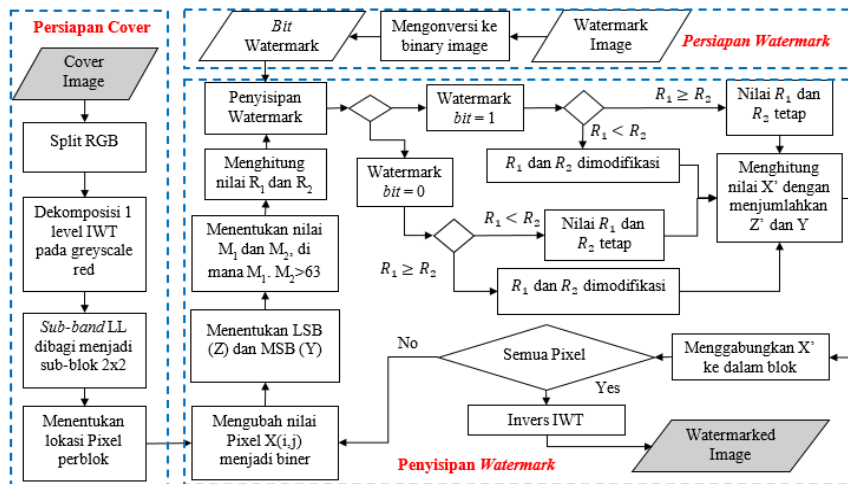 Persiapan Cover
Cover
Image
Split RGB
Dekomposisi 1
level IWT
pada greyscale
red
Sub-band LL
dibagi menjadi
sub-blok 2x2
Menentukan
lokasi Pixel
perblok
Bit
Watermark
Mengonversi ke
binary image
Watermark
Image
Persiapan Watermark
Penyisipan
Watermark
Menghitung
nilai R₁ dan R₂
Menentukan nilai
M₁ dan M₂, di
mana M₁. M₂>63
Menentukan LSB
(Z) dan MSB (Y)
Mengubah nilai
Pixel X(i,j)
menjadi biner
Watermark
bit = 1
R₁ ≥ R₂
R₁ < R₂
Nilai R₁ dan
R₂ tetap
R₁ dan R₂ dimodifikasi
Watermark
bit=0
R₁ < R₂
Nilai R₁ dan
R₂ tetap
R₁ ≥ R₂
R₁ dan R₂ dimodifikasi
Menghitung
nilai X’ dengan
menjumlahkan
Z’ dan Y
Menggabungkan X’
ke dalam blok
Semua Pixel
No
Yes
Invers IWT
Watermarked
Image
Penyisipan Watermark